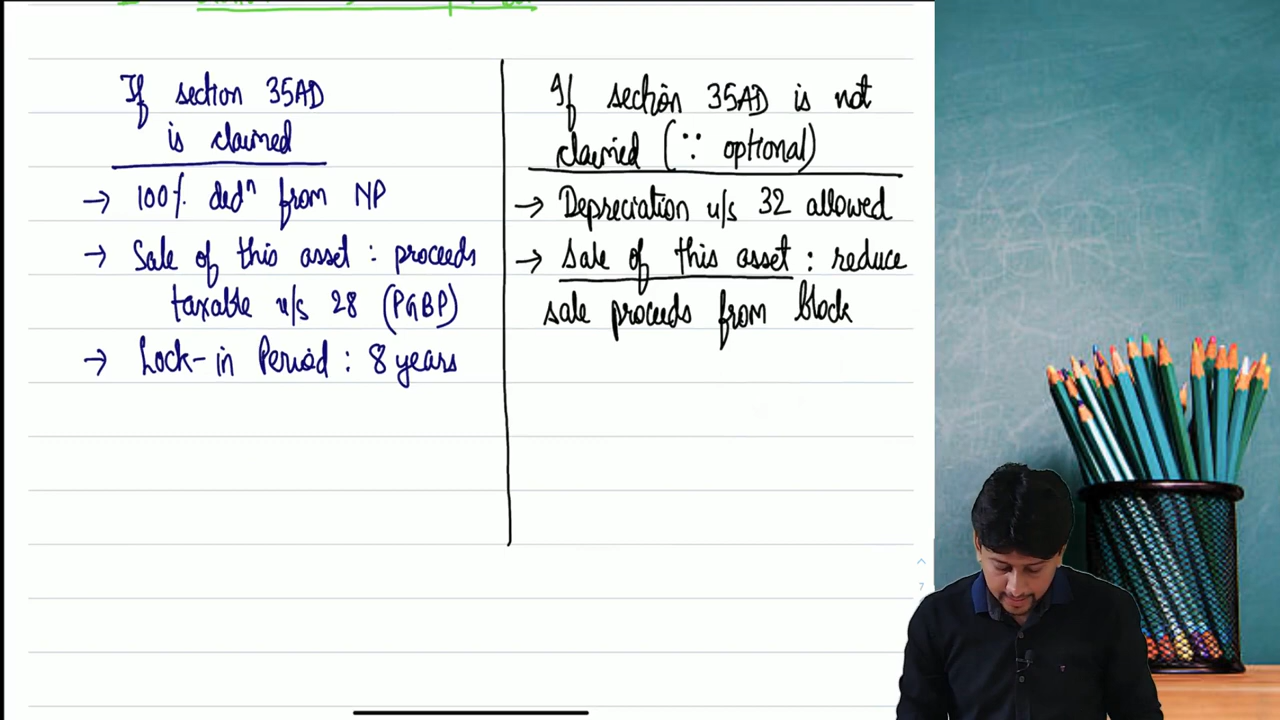 If section 35AD
is claimed
→ 100% dedⁿ from NP
→ Sale of this asset : proceeds
taxable u/s 28 (PGBP)
→ Lock-in Period : 8 years
If section 35AD is not
claimed (∵ optional)
→ Depreciation u/s 32 allowed
→ Sale of this asset : reduce
sale proceeds from block
7